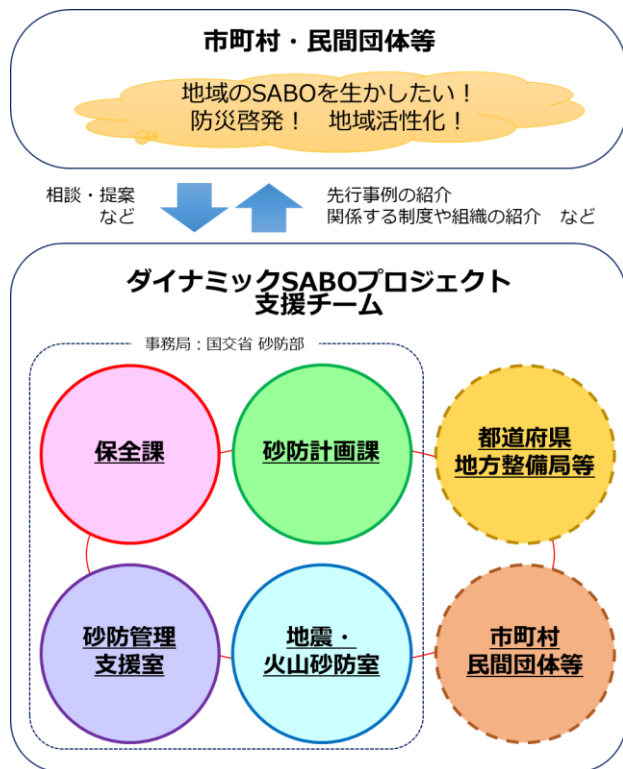 市町村・民間団体等
地域のSABOを生かしたい！
防災啓発！　地域活性化！
相談・提案
など
先行事例の紹介
関係する制度や組織の紹介　など
ダイナミックSABOプロジェクト
支援チーム
事務局：国交省 砂防部
保全課
砂防計画課
都道府県
地方整備局等
砂防管理
支援室
地震・
火山砂防室
市町村
民間団体等